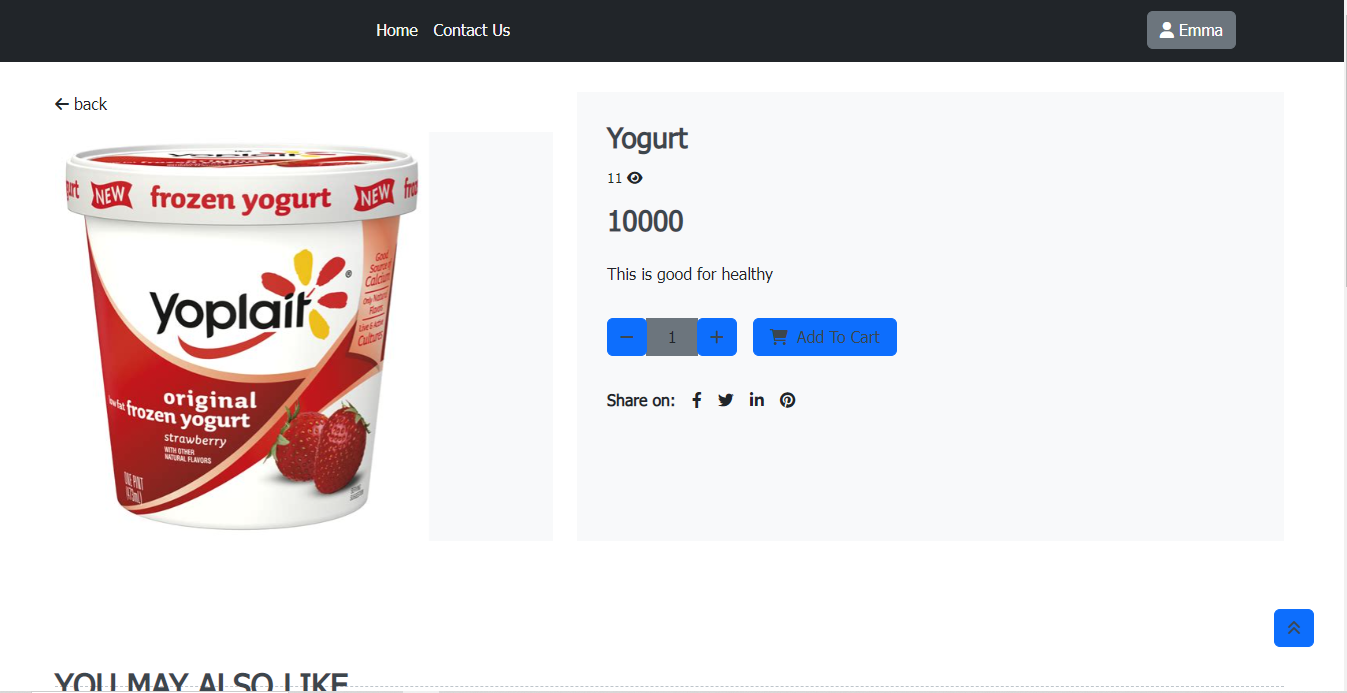 Home Contact Us
Emma
back
Yoplait
NEW frozen yogurt NEW
Yoplait
Good
Source of
Calcium
Only Natural
Flavors
Live & Active
Cultures
original
low fat frozen yogurt
strawberry
WITH OTHER
NATURAL FLAVORS
ONE PINT
(473mL)
Yogurt
11
10000
This is good for healthy
1
Add To Cart
Share on:
YOU MAY ALSO LIKE